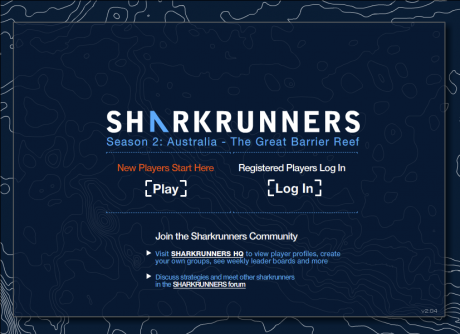 SHARKRUNNERS
Season 2: Australia - The Great Barrier Reef
New Players Start Here
Registered Players Log In
Play
Log In
Join the Sharkrunners Community
Visit SHARKRUNNERS HQ to view player profiles, create
your own groups, see weekly leader boards and more
Discuss strategies and meet other sharkrunners
in the SHARKRUNNERS forum
v2.04